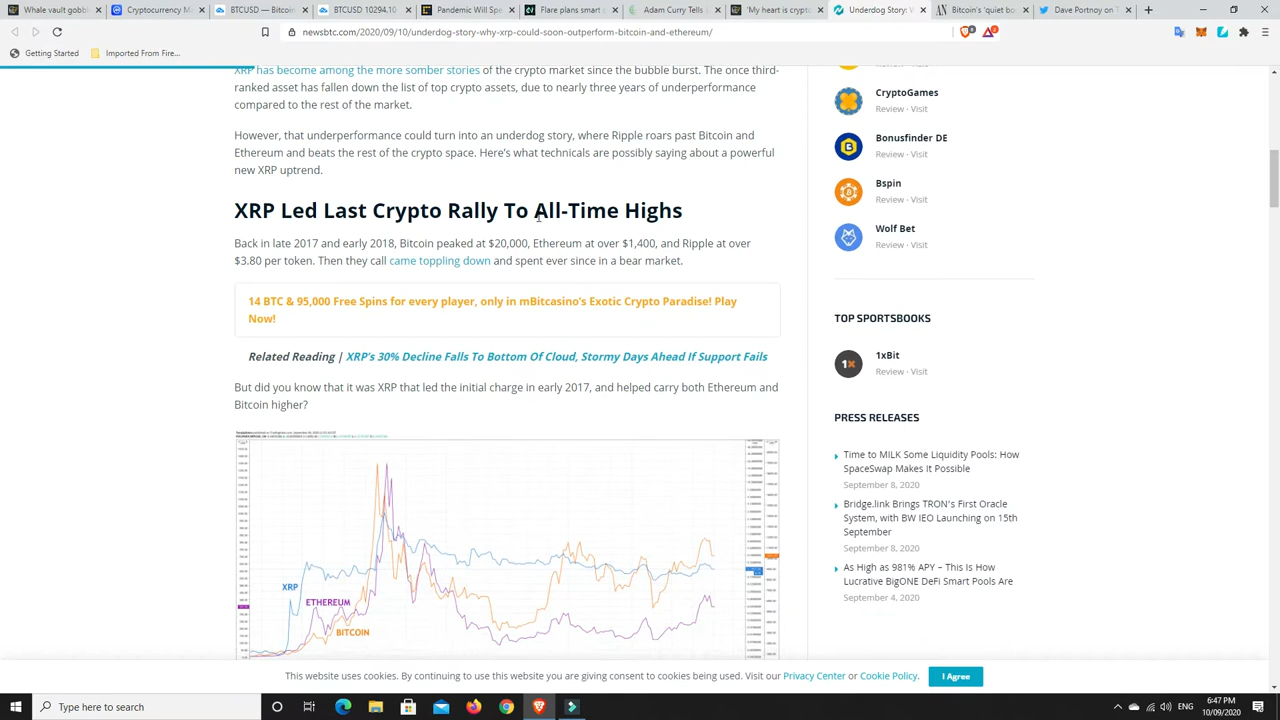 Whale vault gobbl
Cryptocurrency Ma
BTCUSD — Bitcoin
BTCUSD 10294.10
Pandemic Will Spe
Flare plans smart c
Adam Curry Tells
'My heart is crypto
Underdog Story: W
Bitcoin's 'quiet bo
Dave Portnoy on T
newsbtc.com/2020/09/10/underdog-story-why-xrp-could-soon-outperform-bitcoin-and-ethereum/
Getting Started
Imported From Fire...
XRP has become among the more somber stories of the crypto market since the bubble burst. The once third-
ranked asset has fallen down the list of top crypto assets, due to nearly three years of underperformance
compared to the rest of the market.
However, that underperformance could turn into an underdog story, where Ripple roars past Bitcoin and
Ethereum and beats the rest of the crypto space. Here's what technicals are possibly saying about a powerful
new XRP uptrend.
XRP Led Last Crypto Rally To All-Time Highs
Back in late 2017 and early 2018, Bitcoin peaked at $20,000, Ethereum at over $1,400, and Ripple at over
$3.80 per token. Then they call came toppling down and spent ever since in a bear market.
14 BTC & 95,000 Free Spins for every player, only in mBitcasino's Exotic Crypto Paradise! Play
Now!
Related Reading | XRP's 30% Decline Falls To Bottom Of Cloud, Stormy Days Ahead If Support Fails
But did you know that it was XRP that led the initial charge in early 2017, and helped carry both Ethereum and
Bitcoin higher?
XRP
ETHEREUM
BITCOIN
Review · Visit
CryptoGames
Review · Visit
Bonusfinder DE
Review · Visit
Bspin
Review · Visit
Wolf Bet
Review · Visit
TOP SPORTSBOOKS
1xBit
Review · Visit
PRESS RELEASES
Time to MILK Some Liquidity Pools: How
SpaceSwap Makes It Possible
September 8, 2020
Bridge.link Brings TRON's First Oracle
System, with BW IEO Launching on 15th
September
September 8, 2020
As High as 981% APY – This Is How
Lucrative BigONE DeFi Smart Pools Are
September 4, 2020
This website uses cookies. By continuing to use this website you are giving consent to cookies being used. Visit our Privacy Center or Cookie Policy.
I Agree
Type here to search
ENG
6:47 PM
10/09/2020